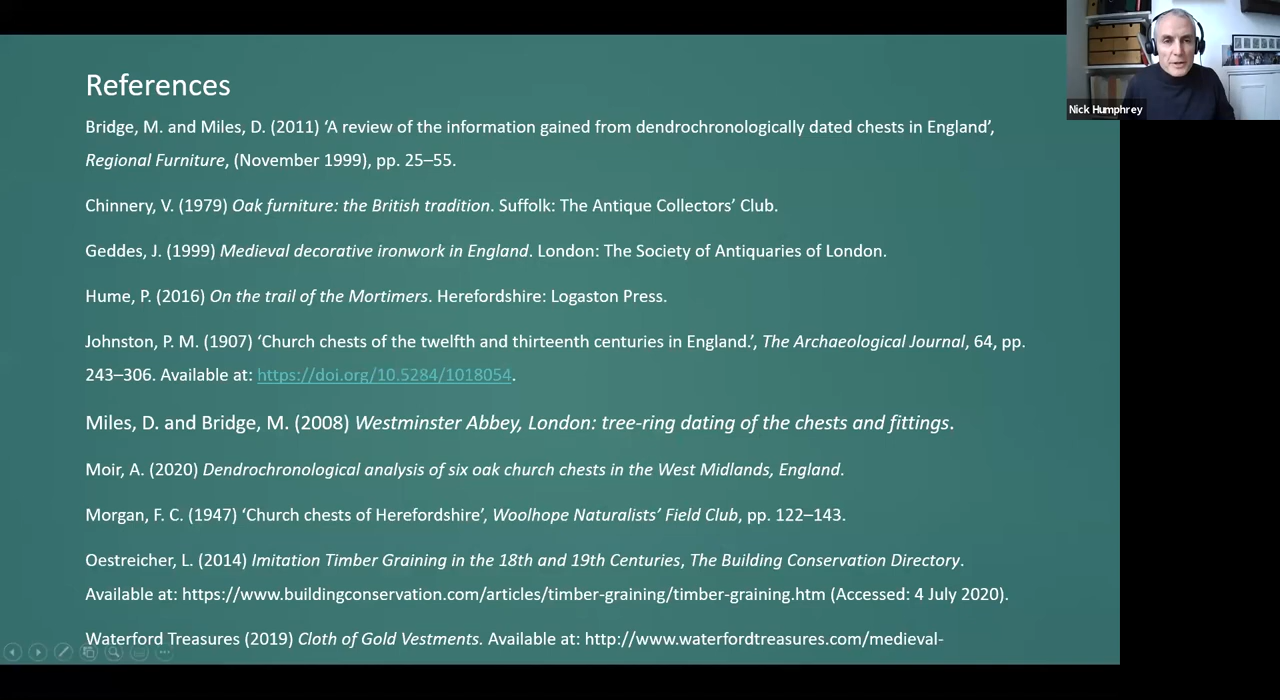 References
Bridge, M. and Miles, D. (2011) ‘A review of the information gained from dendrochronologically dated chests in England’,
Regional Furniture, (November 1999), pp. 25–55.
Chinnery, V. (1979) Oak furniture: the British tradition. Suffolk: The Antique Collectors’ Club.
Geddes, J. (1999) Medieval decorative ironwork in England. London: The Society of Antiquaries of London.
Hume, P. (2016) On the trail of the Mortimers. Herefordshire: Logaston Press.
Johnston, P. M. (1907) ‘Church chests of the twelfth and thirteenth centuries in England.’, The Archaeological Journal, 64, pp.
243–306. Available at: https://doi.org/10.5284/1018054.
Miles, D. and Bridge, M. (2008) Westminster Abbey, London: tree-ring dating of the chests and fittings.
Moir, A. (2020) Dendrochronological analysis of six oak church chests in the West Midlands, England.
Morgan, F. C. (1947) ‘Church chests of Herefordshire’, Woolhope Naturalists’ Field Club, pp. 122–143.
Oestreicher, L. (2014) Imitation Timber Graining in the 18th and 19th Centuries, The Building Conservation Directory.
Available at: https://www.buildingconservation.com/articles/timber-graining/timber-graining.htm (Accessed: 4 July 2020).
Waterford Treasures (2019) Cloth of Gold Vestments. Available at: http://www.waterfordtreasures.com/medieval-
Nick Humphrey